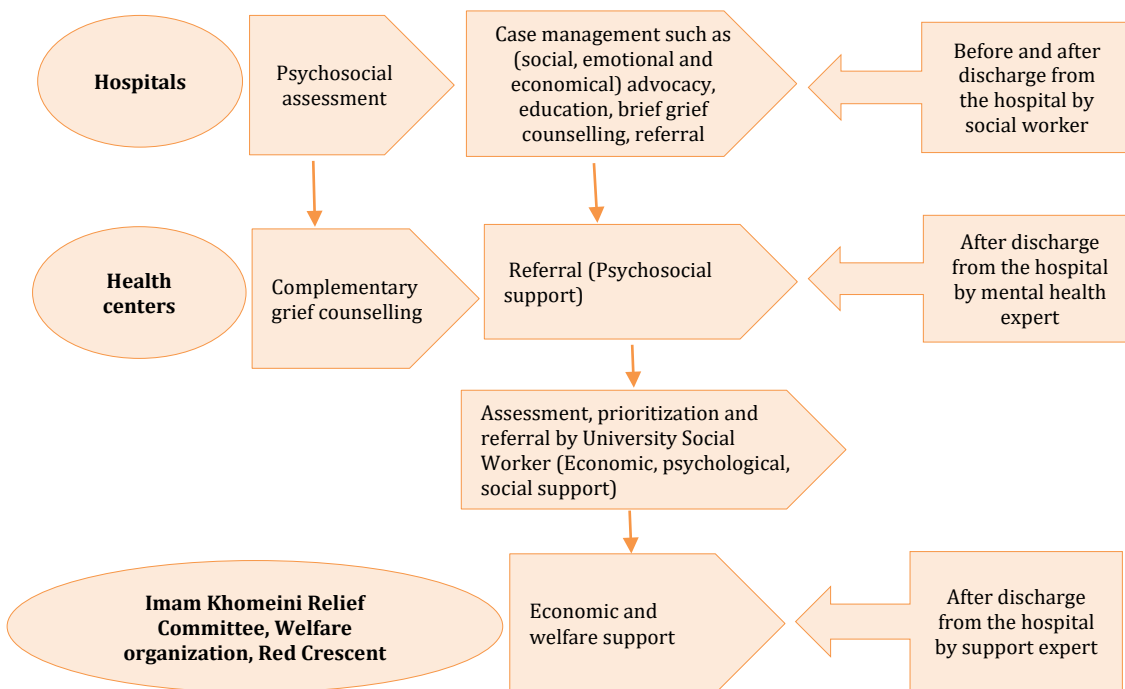 Hospitals
Psychosocial
assessment
Case management such as
(social, emotional and
economical) advocacy,
education, brief grief
counselling, referral
Before and after
discharge from
the hospital by
social worker
Health
centers
Complementary
grief counselling
Referral (Psychosocial
support)
After discharge
from the hospital
by mental health
expert
Assessment, prioritization and
referral by University Social
Worker (Economic, psychological,
social support)
Imam Khomeini Relief
Committee, Welfare
organization, Red Crescent
Economic and
welfare support
After discharge
from the hospital
by support expert